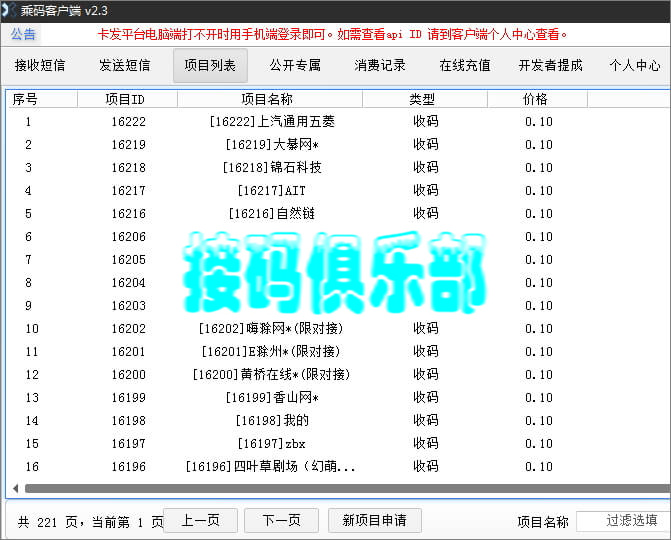 乘码客户端 v2.3
公告 卡发平台电脑端打不开时用手机端登录即可。如需查看api ID 请到客户端个人中心查看。
接收短信 发送短信 项目列表 公开专属 消费记录 在线充值 开发者提成 个人中心
序号 项目ID 项目名称 类型 价格
1 16222 [16222]上汽通用五菱 收码 0.10
2 16219 [16219]大綦网* 收码 0.10
3 16218 [16218]锦石科技 收码 0.10
4 16217 [16217]AIT 收码 0.10
5 16216 [16216]自然链 收码 0.10
6 16206 0.10
7 16205 0.10
8 16204 0.10
9 16203 0.10
接码俱乐部
10 16202 [16202]嗨滁网*(限对接) 收码 0.10
11 16201 [16201]E滁州*(限对接) 收码 0.10
12 16200 [16200]黄桥在线*(限对接) 收码 0.10
13 16199 [16199]香山网* 收码 0.10
14 16198 [16198]我的 收码 0.10
15 16197 [16197]zbx 收码 0.10
16 16196 [16196]四叶草剧场（幻萌... 收码 0.10
共 221 页，当前第 1 页 上一页 下一页 新项目申请 项目名称 过滤选填